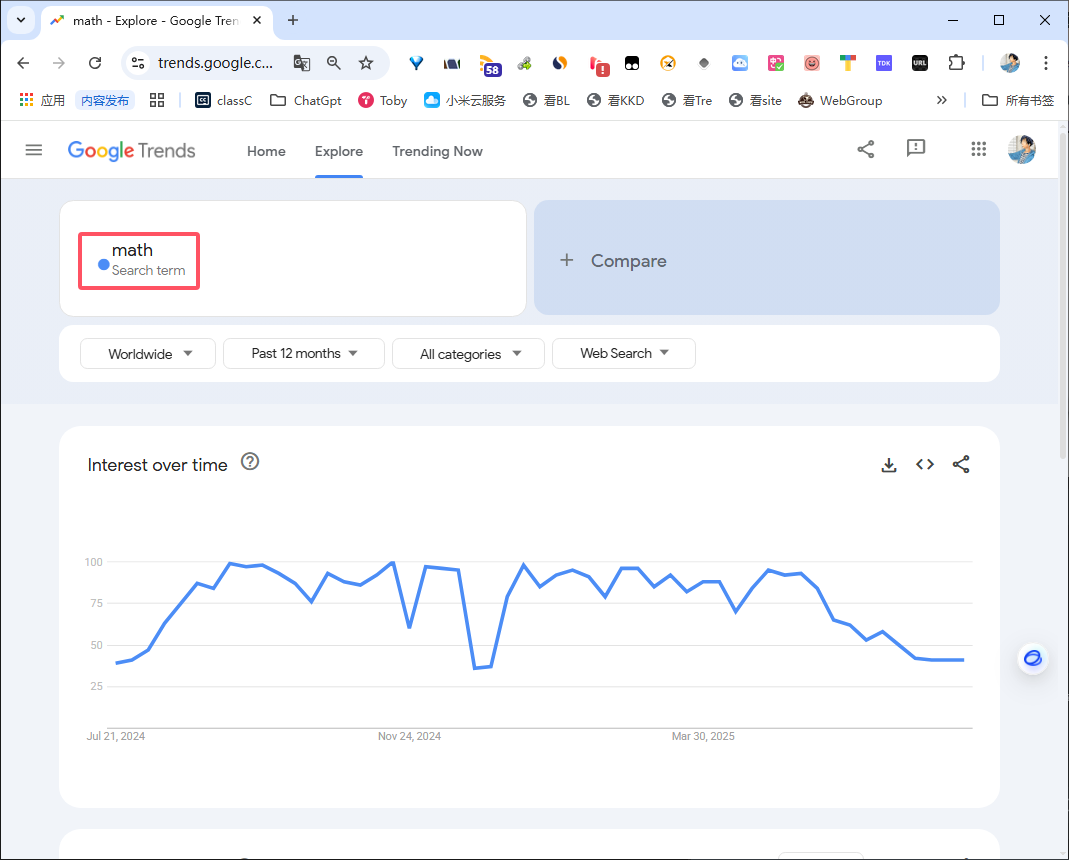 math - Explore - Google Tren
trends.google.c...
58
TDK
URL
应用
内容发布
classC
ChatGpt
Toby
小米云服务
看BL
看KKD
看Tre
看site
WebGroup
所有书签
Google Trends
Home
Explore
Trending Now
math
Search term
+ Compare
Worldwide
Past 12 months
All categories
Web Search
Interest over time
100
75
50
25
Jul 21, 2024
Nov 24, 2024
Mar 30, 2025